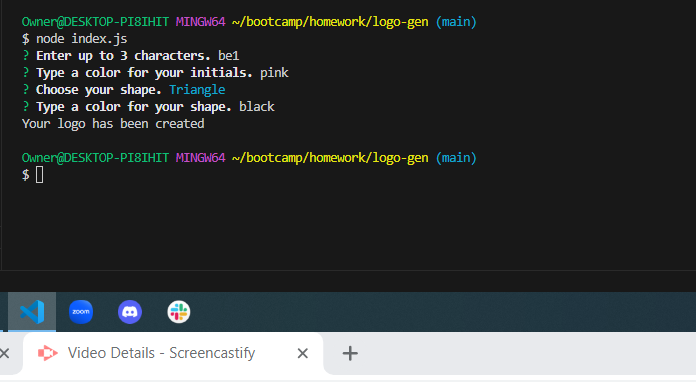 Owner@DESKTOP-PI8IHIT MINGW64 ~/bootcamp/homework/logo-gen (main)
$ node index.js
? Enter up to 3 characters. be1
? Type a color for your initials. pink
? Choose your shape. Triangle
? Type a color for your shape. black
Your logo has been created
Owner@DESKTOP-PI8IHIT MINGW64 ~/bootcamp/homework/logo-gen (main)
$
zoom
Video Details - Screencastify